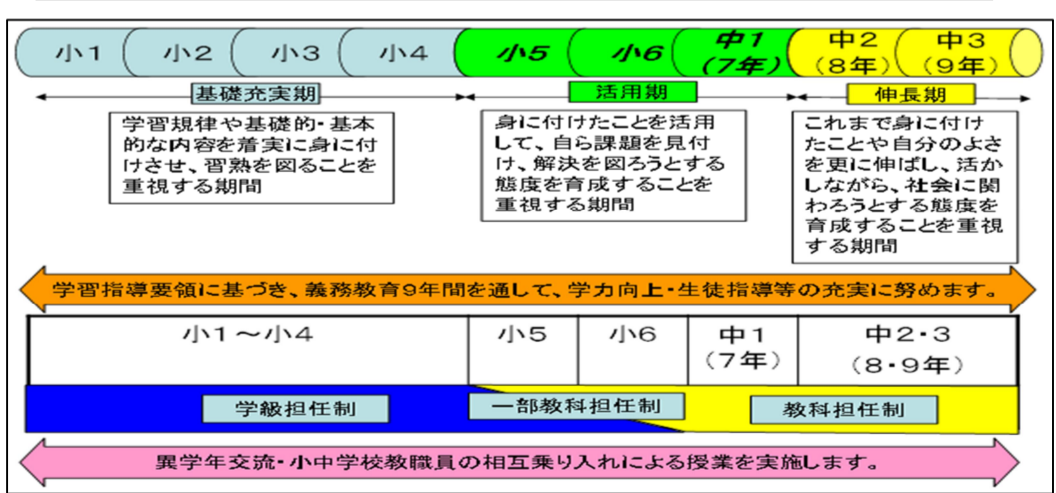 小1 小2 小3 小4 小5 小6 中1 中2 中3
(7年) (8年) (9年)
基礎充実期 活用期 伸長期
学習規律や基礎的・基本
的な内容を着実に身に付
けさせ、習熟を図ることを
重視する期間
身に付けたことを活用
して、自ら課題を見付
け、解決を図ろうとする
態度を育成することを
重視する期間
これまで身に付け
たことや自分のよさ
を更に伸ばし、活か
しながら、社会に関
わろうとする態度を
育成することを重視
する期間
学習指導要領に基づき、義務教育9年間を通して、学力向上・生徒指導等の充実に努めます。
小1~小4 小5 小6 中1 中2・3
(7年) (8・9年)
学級担任制 一部教科担任制 教科担任制
異学年交流・小中学校教職員の相互乗り入れによる授業を実施します。